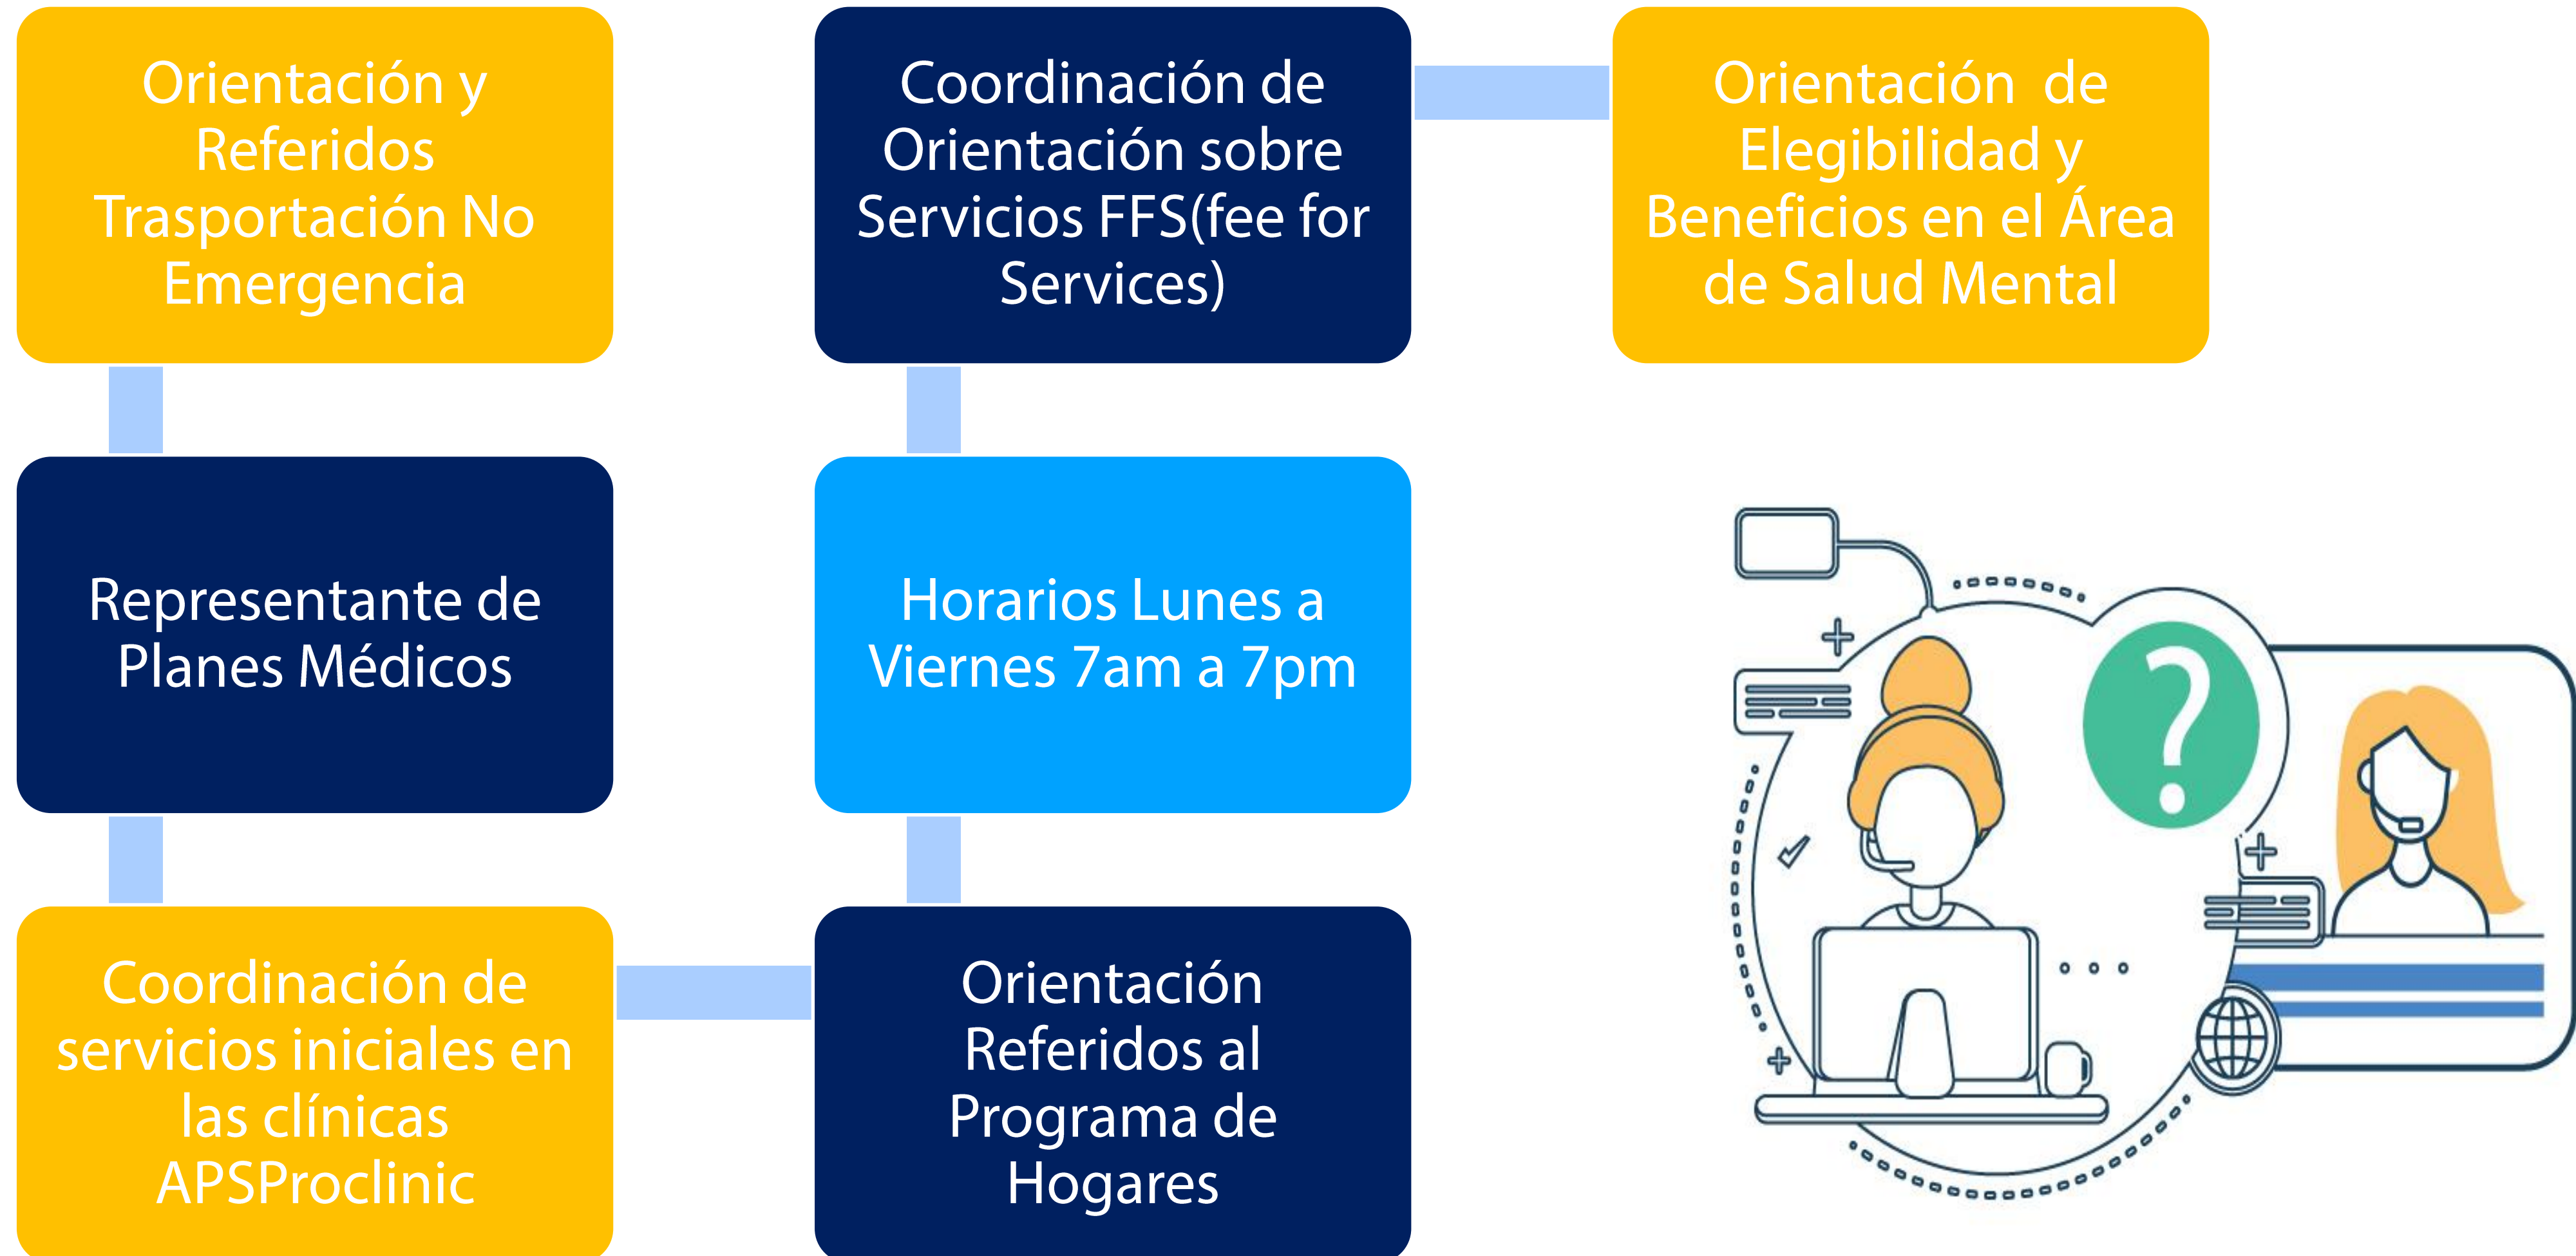 Orientación y
Referidos
Trasportación No
Emergencia
Representante de
Planes Médicos
Coordinación de
servicios iniciales en
las clínicas
APSProclinic
Orientación
Referidos al
Programa de
Hogares
Horarios Lunes a
Viernes 7am a 7pm
Coordinación de
Orientación sobre
Servicios FFS(fee for
Services)
Orientación  de
Elegibilidad y
Beneficios en el Área
de Salud Mental
?